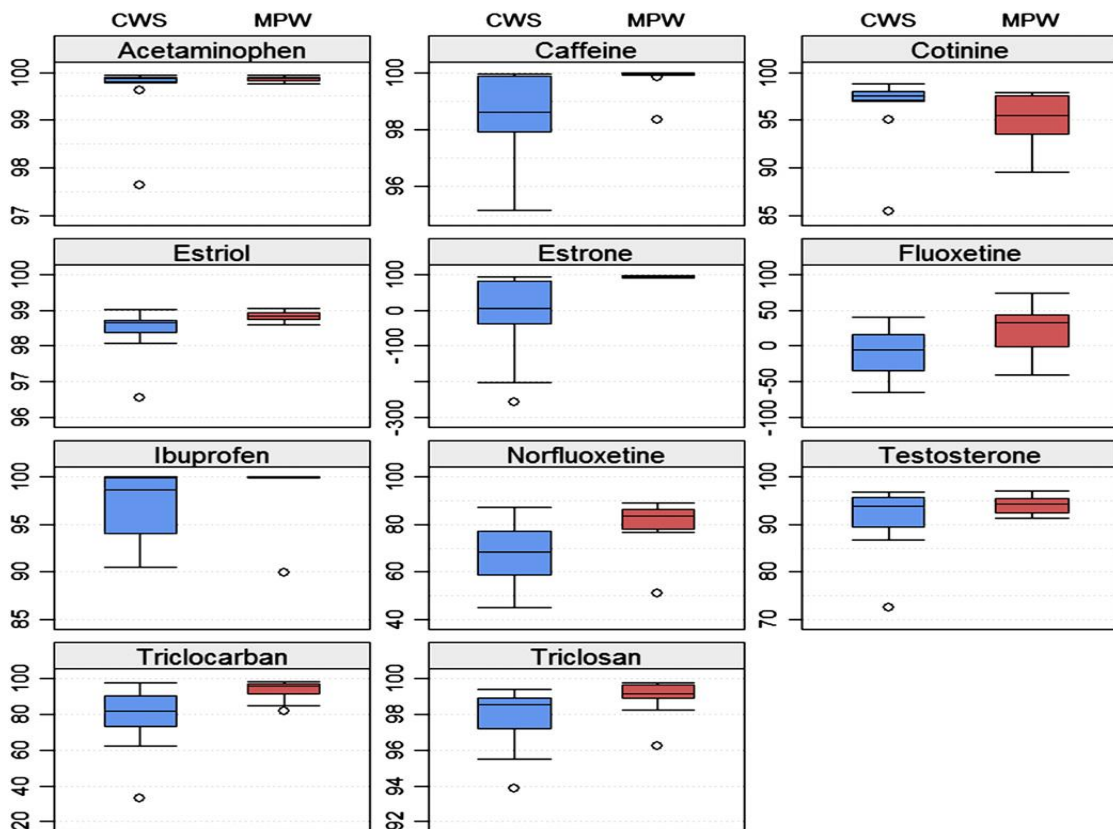 CWS MPW CWS MPW CWS MPW
Acetaminophen Caffeine Cotinine
100 99 98 97
100 98 96
100 95 90 85
Estriol Estrone Fluoxetine
99 98 97 96
100 0 -100 -300
100 50 0 -50 -100
Ibuprofen Norfluoxetine Testosterone
100 95 90 85
100 80 60 40
100 90 80 70
Triclocarban Triclosan
100 80 60 40 20
100 98 96 94 92